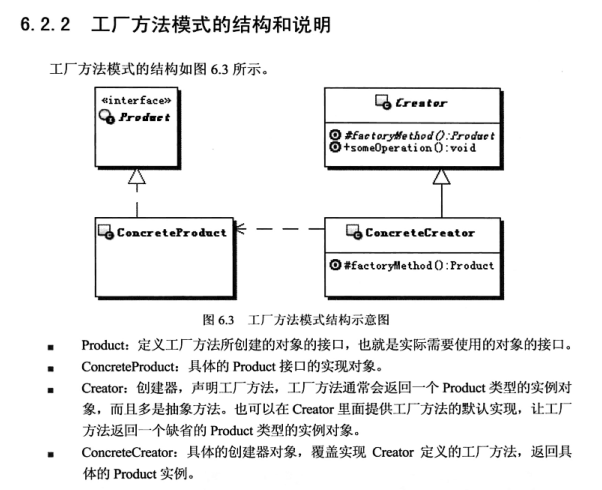 6.2.2 工厂方法模式的结构和说明
工厂方法模式的结构如图 6.3 所示。
«interface»
Product
Creator
#factoryMethod():Product
+someOperation():void
ConcreteProduct
ConcreteCreator
#factoryMethod():Product
图 6.3 工厂方法模式结构示意图
■ Product：定义工厂方法所创建的对象的接口，也就是实际需要使用的对象的接口。
■ ConcreteProduct：具体的 Product 接口的实现对象。
■ Creator：创建器，声明工厂方法，工厂方法通常会返回一个 Product 类型的实例对
象，而且多是抽象方法。也可以在 Creator 里面提供工厂方法的默认实现，让工厂
方法返回一个缺省的 Product 类型的实例对象。
■ ConcreteCreator：具体的创建器对象，覆盖实现 Creator 定义的工厂方法，返回具
体的 Product 实例。